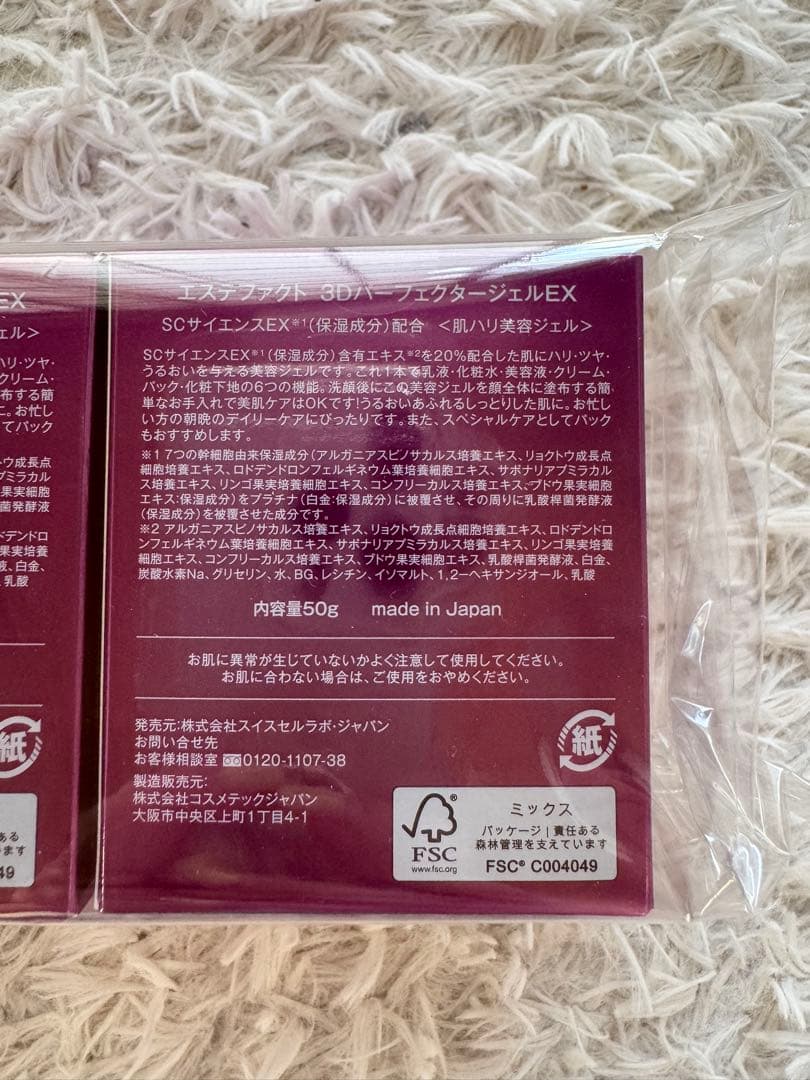 エステファクト 3DパーフェクタージェルEX
SCサイエンスEX※1(保湿成分)配合 <肌ハリ美容ジェル>
SCサイエンスEX※1(保湿成分)含有エキス※2を20%配合した肌にハリ・ツヤ・
うるおいを与える美容ジェルです。これ1本で乳液・化粧水・美容液・クリーム・
パック・化粧下地の6つの機能。洗顔後にこの美容ジェルを顔全体に塗布する簡
単なお手入れで美肌ケアはOKです!うるおいあふれるしっとりした肌に。お忙し
い方の朝晩のデイリーケアにぴったりです。また、スペシャルケアとしてパック
もおすすめします。
※1 7つの幹細胞由来保湿成分(アルガニアスピノサカルス培養エキス、リョクトウ成長点
細胞培養エキス、ロドデンドロンフェルギネウム葉培養細胞エキス、サポナリアプミラカル
ス培養エキス、リンゴ果実培養細胞エキス、コンフリーカルス培養エキス、ブドウ果実細胞
エキス:保湿成分)をプラチナ(白金:保湿成分)に被覆させ、その周りに乳酸桿菌発酵液
(保湿成分)を被覆させた成分です。
※2 アルガニアスピノサカルス培養エキス、リョクトウ成長点細胞培養エキス、ロドデンドロ
ンフェルギネウム葉培養細胞エキス、サポナリアプミラカルス培養エキス、リンゴ果実培養
細胞エキス、コンフリーカルス培養エキス、ブドウ果実細胞エキス、乳酸桿菌発酵液、白金、
炭酸水素Na、グリセリン、水、BG、レシチン、イソマルト、1,2-ヘキサンジオール、乳酸
内容量50g made in Japan
お肌に異常が生じていないかよく注意して使用してください。
お肌に合わない場合は、ご使用をおやめください。
発売元:株式会社スイスセルラボ・ジャパン
お問い合せ先
お客様相談室 0120-1107-38
製造販売元:
株式会社コスメテックジャパン
大阪市中央区上町1丁目4-1
紙
FSC®
www.fsc.org
ミックス
パッケージ|責任ある
森林管理を支えています
FSC® C004049
EX
ェル>
ハリ・ツヤ・
クリーム・
布する簡
に。お忙し
てパック
トウ成長点
アプミラカル
果実細胞
菌発酵液
デンドロ
果実培養
液、白金、
、乳酸
紙
ある
ます
49